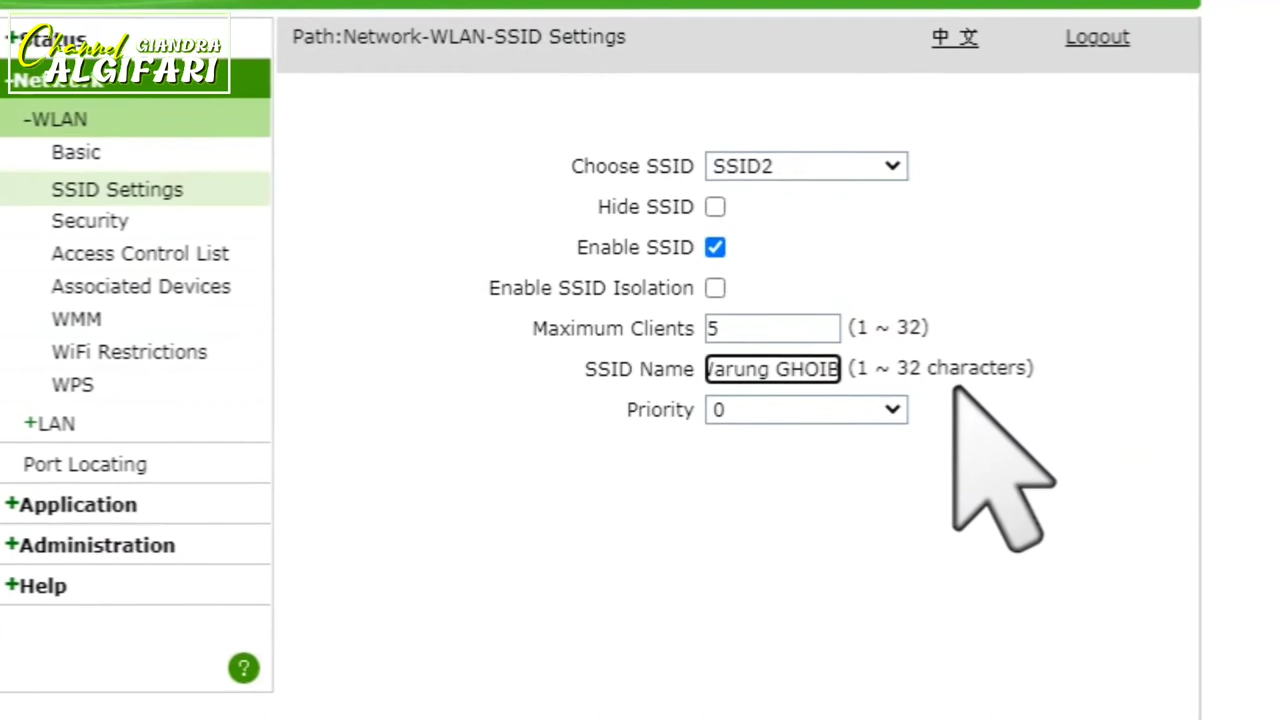 +Status
Channel GIANDRA
ALGIFARI
-Network
Path:Network-WLAN-SSID Settings
中 文
Logout
-WLAN
Basic
SSID Settings
Security
Access Control List
Associated Devices
WMM
WiFi Restrictions
WPS
+LAN
Port Locating
+Application
+Administration
+Help
?
Choose SSID SSID2
Hide SSID
Enable SSID
Enable SSID Isolation
Maximum Clients 5 (1 ~ 32)
SSID Name Warung GHOIB (1 ~ 32 characters)
Priority 0